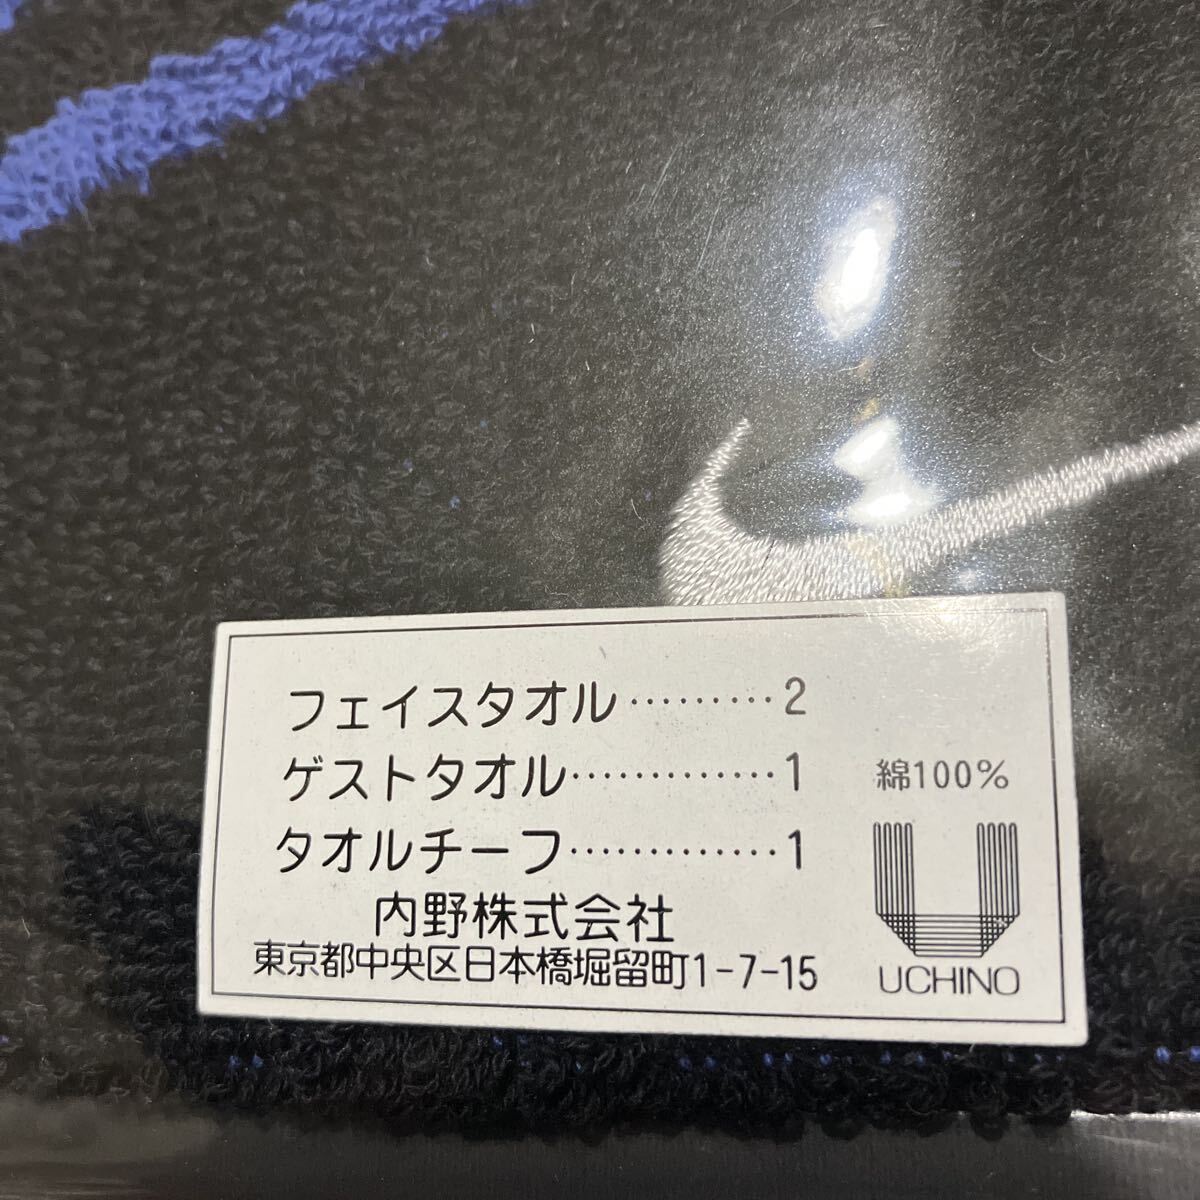 フェイスタオル………2
ゲストタオル…………1
タオルチーフ…………1
綿100%
内野株式会社
東京都中央区日本橋堀留町1-7-15
UCHINO